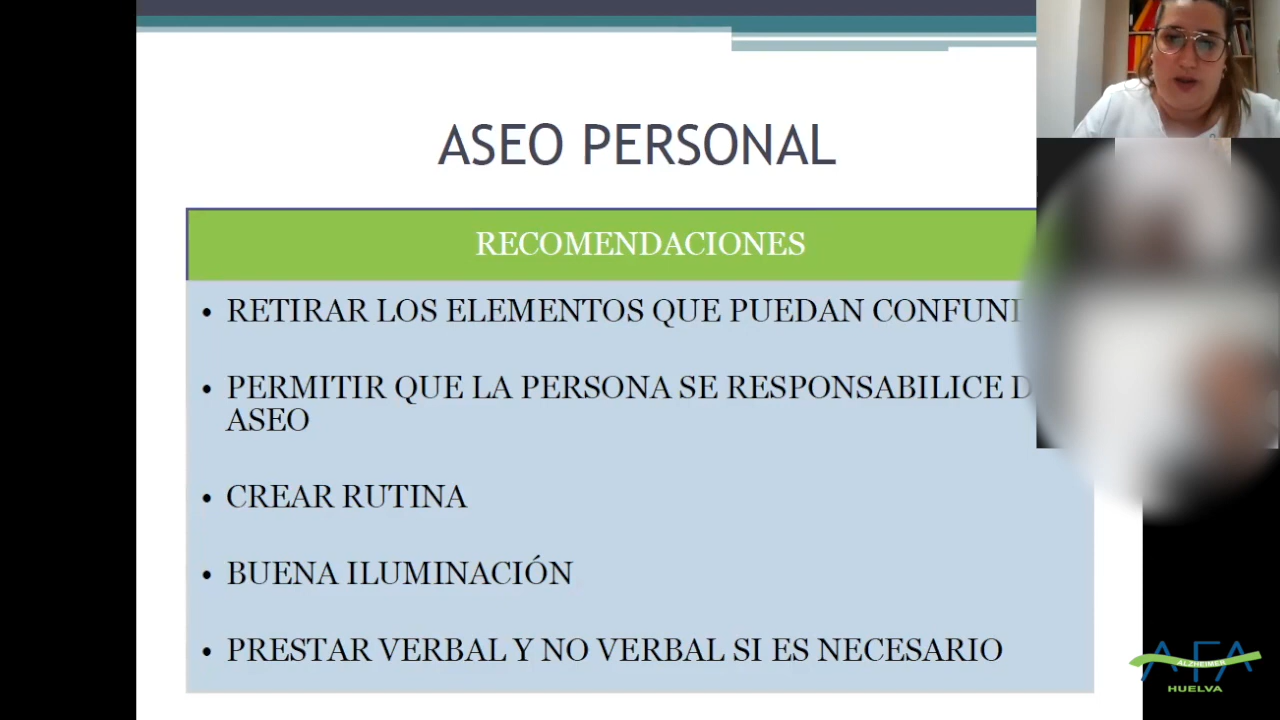 ASEO PERSONAL
RECOMENDACIONES
• RETIRAR LOS ELEMENTOS QUE PUEDAN
• PERMITIR QUE LA PERSONA SE RESPONSABILICE
ASEO
• CREAR RUTINA
• BUENA ILUMINACIÓN
• PRESTAR VERBAL Y NO VERBAL SI ES NECESARIO
AFA
ALZHEIMER
HUELVA